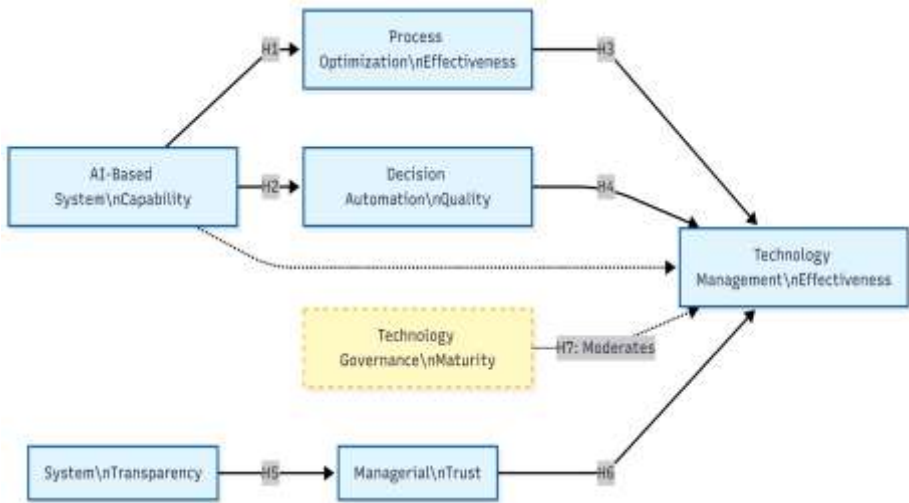 Process
Optimization\nEffectiveness
H1
H3
AI-Based
System\nCapability
H2
Decision
Automation\nQuality
H4
Technology
Management\nEffectiveness
Technology
Governance\nMaturity
H7: Moderates
System\nTransparency
H5
Managerial\nTrust
H6